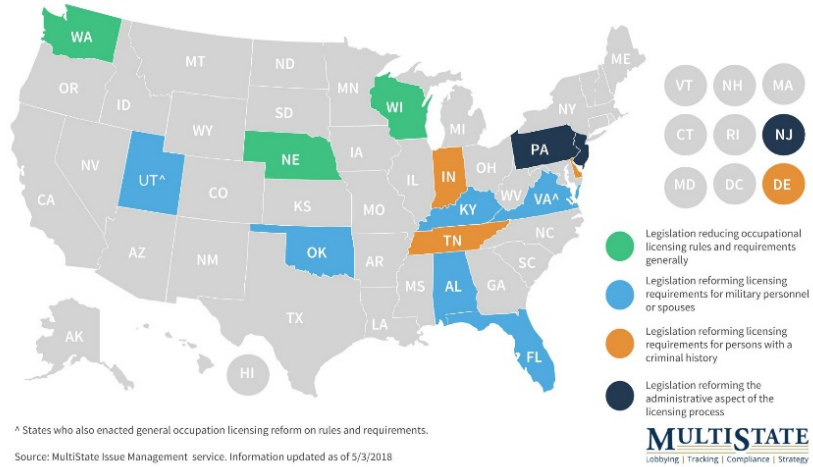 WA
ME
MT
ND
OR
MN
VT
NH
MA
ID
SD
WI
NY
WY
MI
CT
RI
NJ
PA
NE
IA
NV
UT^
IL
IN
OH
MD
DC
DE
CO
WV
VA^
CA
KS
MO
KY
NC
TN
OK
AZ
NM
AR
SC
MS
AL
GA
TX
LA
AK
FL
HI
Legislation reducing occupational
licensing rules and requirements
generally
Legislation reforming licensing
requirements for military personnel
or spouses
Legislation reforming licensing
requirements for persons with a
criminal history
Legislation reforming the
administrative aspect of the
licensing process
^ States who also enacted general occupation licensing reform on rules and requirements.
Source: MultiState Issue Management service. Information updated as of 5/3/2018
MULTISTATE
Lobbying | Tracking | Compliance | Strategy